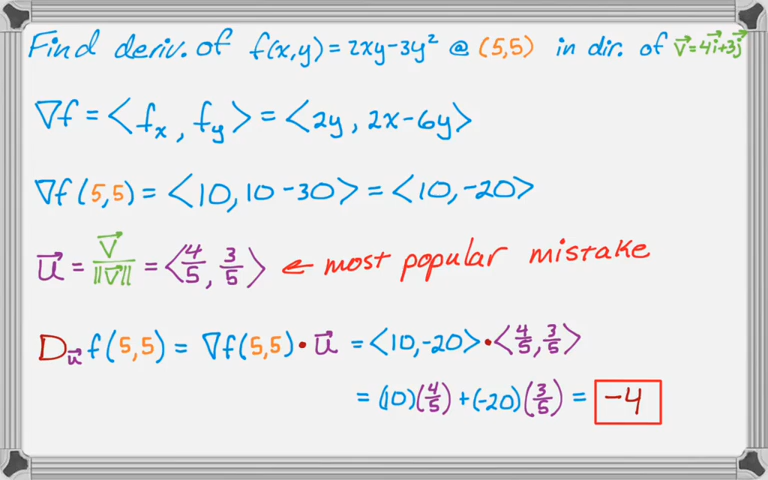 Find deriv. of f(x,y) = 2xy-3y² @ (5,5) in dir. of v⃗=4i⃗+3j⃗
∇f = <fx, fy> = <2y, 2x-6y>
∇f(5,5) = <10, 10-30> = <10,-20>
u⃗ = v⃗/||v⃗|| = <4/5, 3/5> ← most popular mistake
Du⃗ f(5,5) = ∇f(5,5) • u⃗ = <10,-20> • <4/5, 3/5>
= (10)(4/5) + (-20)(3/5) = -4